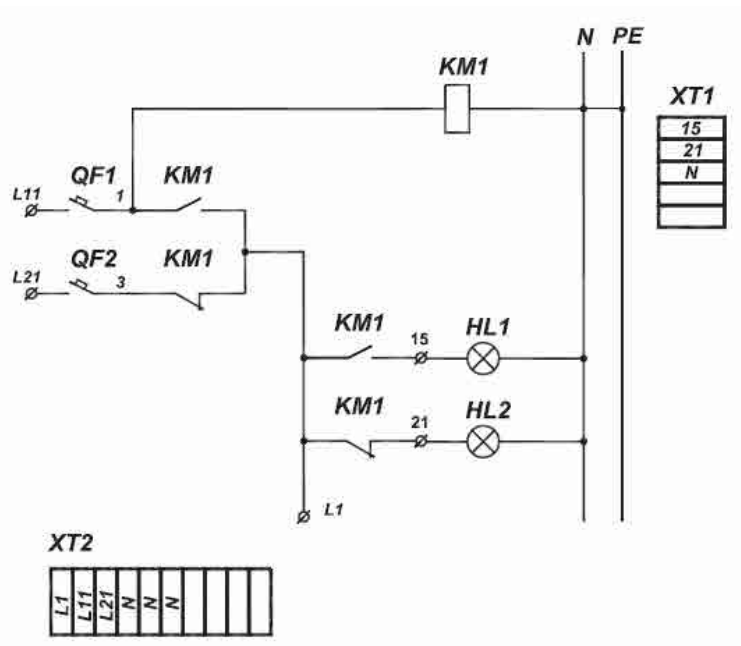 N PE
KM1
XT1
15
21
N
QF1 KM1
L11 1
QF2 KM1
L21 3
KM1 15 HL1
KM1 21 HL2
L1
XT2
L1 L11 L21 N N N